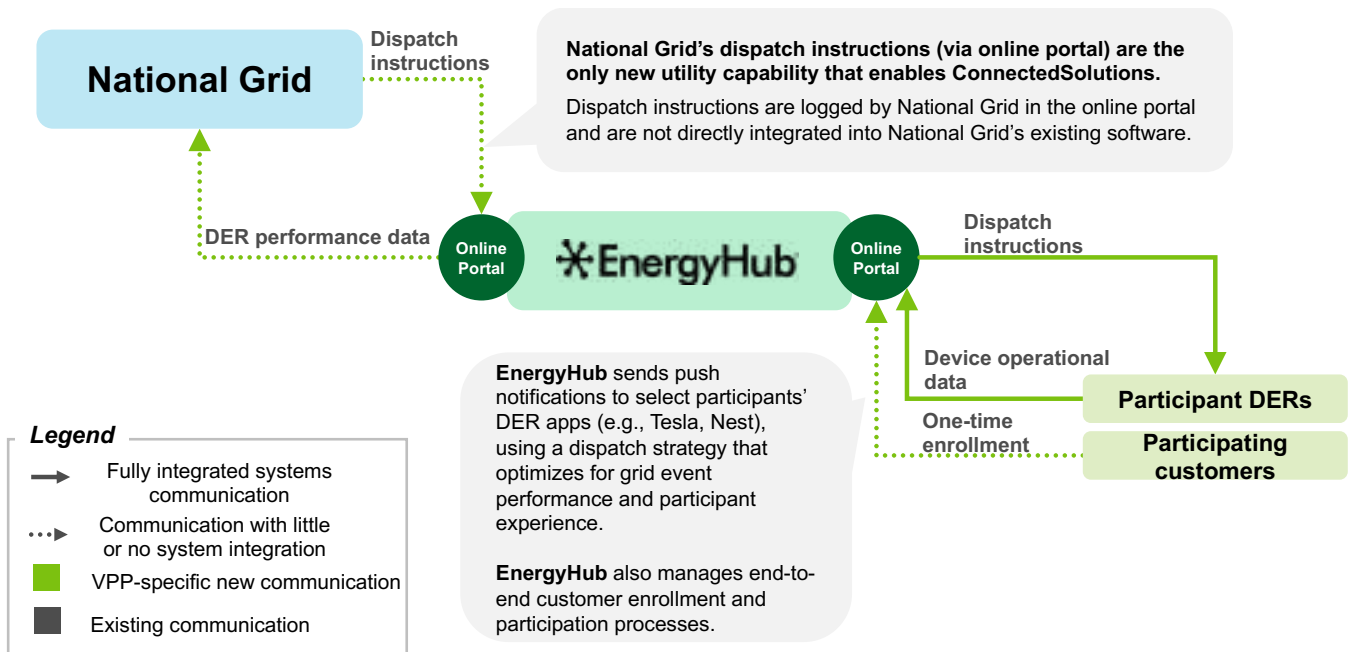 National Grid
Dispatch
instructions
National Grid’s dispatch instructions (via online portal) are the
only new utility capability that enables ConnectedSolutions.
Dispatch instructions are logged by National Grid in the online portal
and are not directly integrated into National Grid’s existing software.
DER performance data
Online
Portal
EnergyHub
Online
Portal
Dispatch
instructions
Device operational
data
One-time
enrollment
Participant DERs
Participating
customers
EnergyHub sends push
notifications to select participants’
DER apps (e.g., Tesla, Nest),
using a dispatch strategy that
optimizes for grid event
performance and participant
experience.
EnergyHub also manages end-to-
end customer enrollment and
participation processes.
Legend
Fully integrated systems
communication
Communication with little
or no system integration
VPP-specific new communication
Existing communication